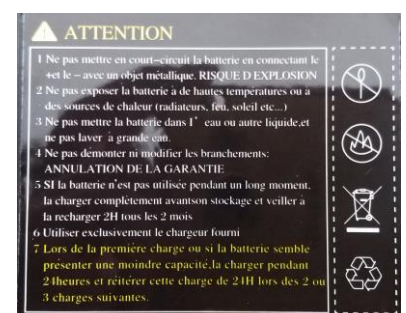 ATTENTION
1 Ne pas mettre en court-circuit la batterie en connectant le
+et le – avec un objet métallique. RISQUE D EXPLOSION
2 Ne pas exposer la batterie à de hautes températures ou à
des sources de chaleur (radiateurs, feu, soleil etc...)
3 Ne pas mettre la batterie dans l' eau ou autre liquide,et
ne pas laver à grande eau.
4 Ne pas démonter ni modifier les branchements:
ANNULATION DE LA GARANTIE
5 SI la batterie n'est pas utilisée pendant un long moment,
la charger complètement avantson stockage et veiller à
la recharger 2H tous les 2 mois
6 Utiliser exclusivement le chargeur fourni
7 Lors de la première charge ou si la batterie semble
présenter une moindre capacité,la charger pendant
24heures et réitérer cette charge de 24H lors des 2 ou
3 charges suivantes.